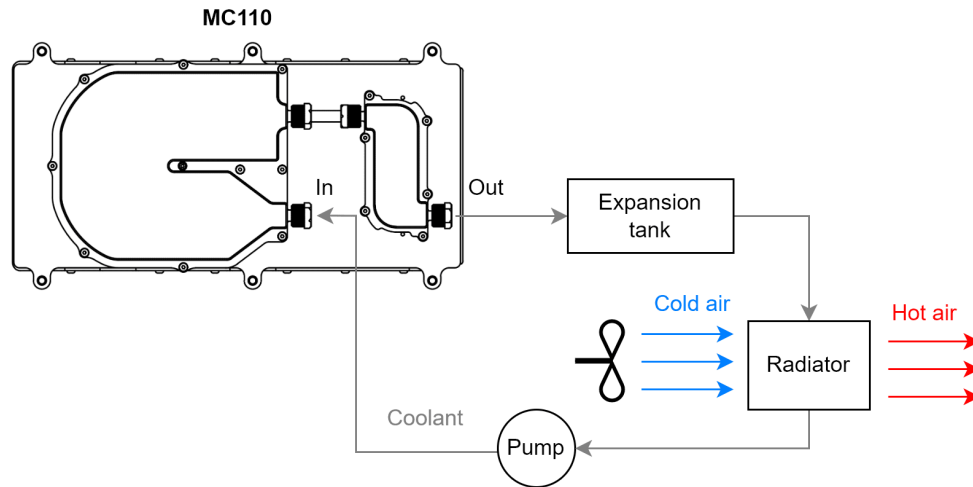 MC110
In
Out
Expansion
tank
Cold air
Hot air
Radiator
Coolant
Pump